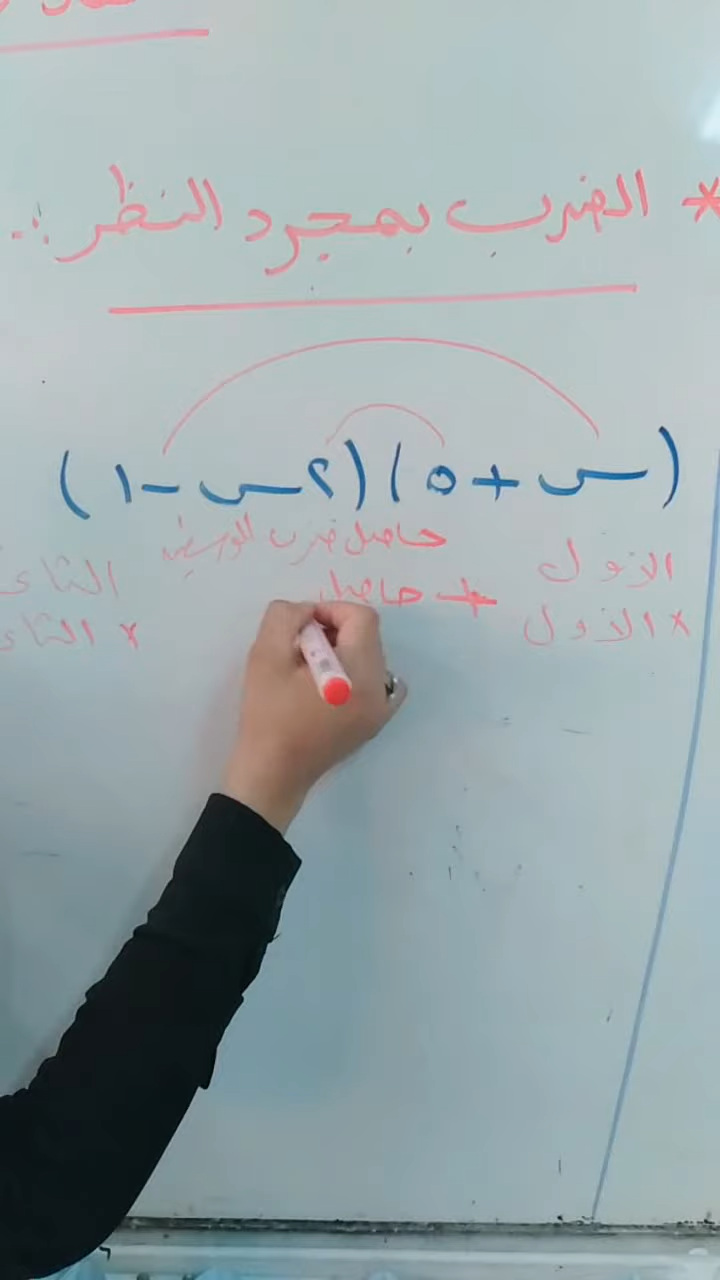 * الضرب بمجرد النظر :.
(س + ٥)(٢س - ١)
الأول حاصل ضرب الوسطين الثاني
× الأول + حاصل × الثاني